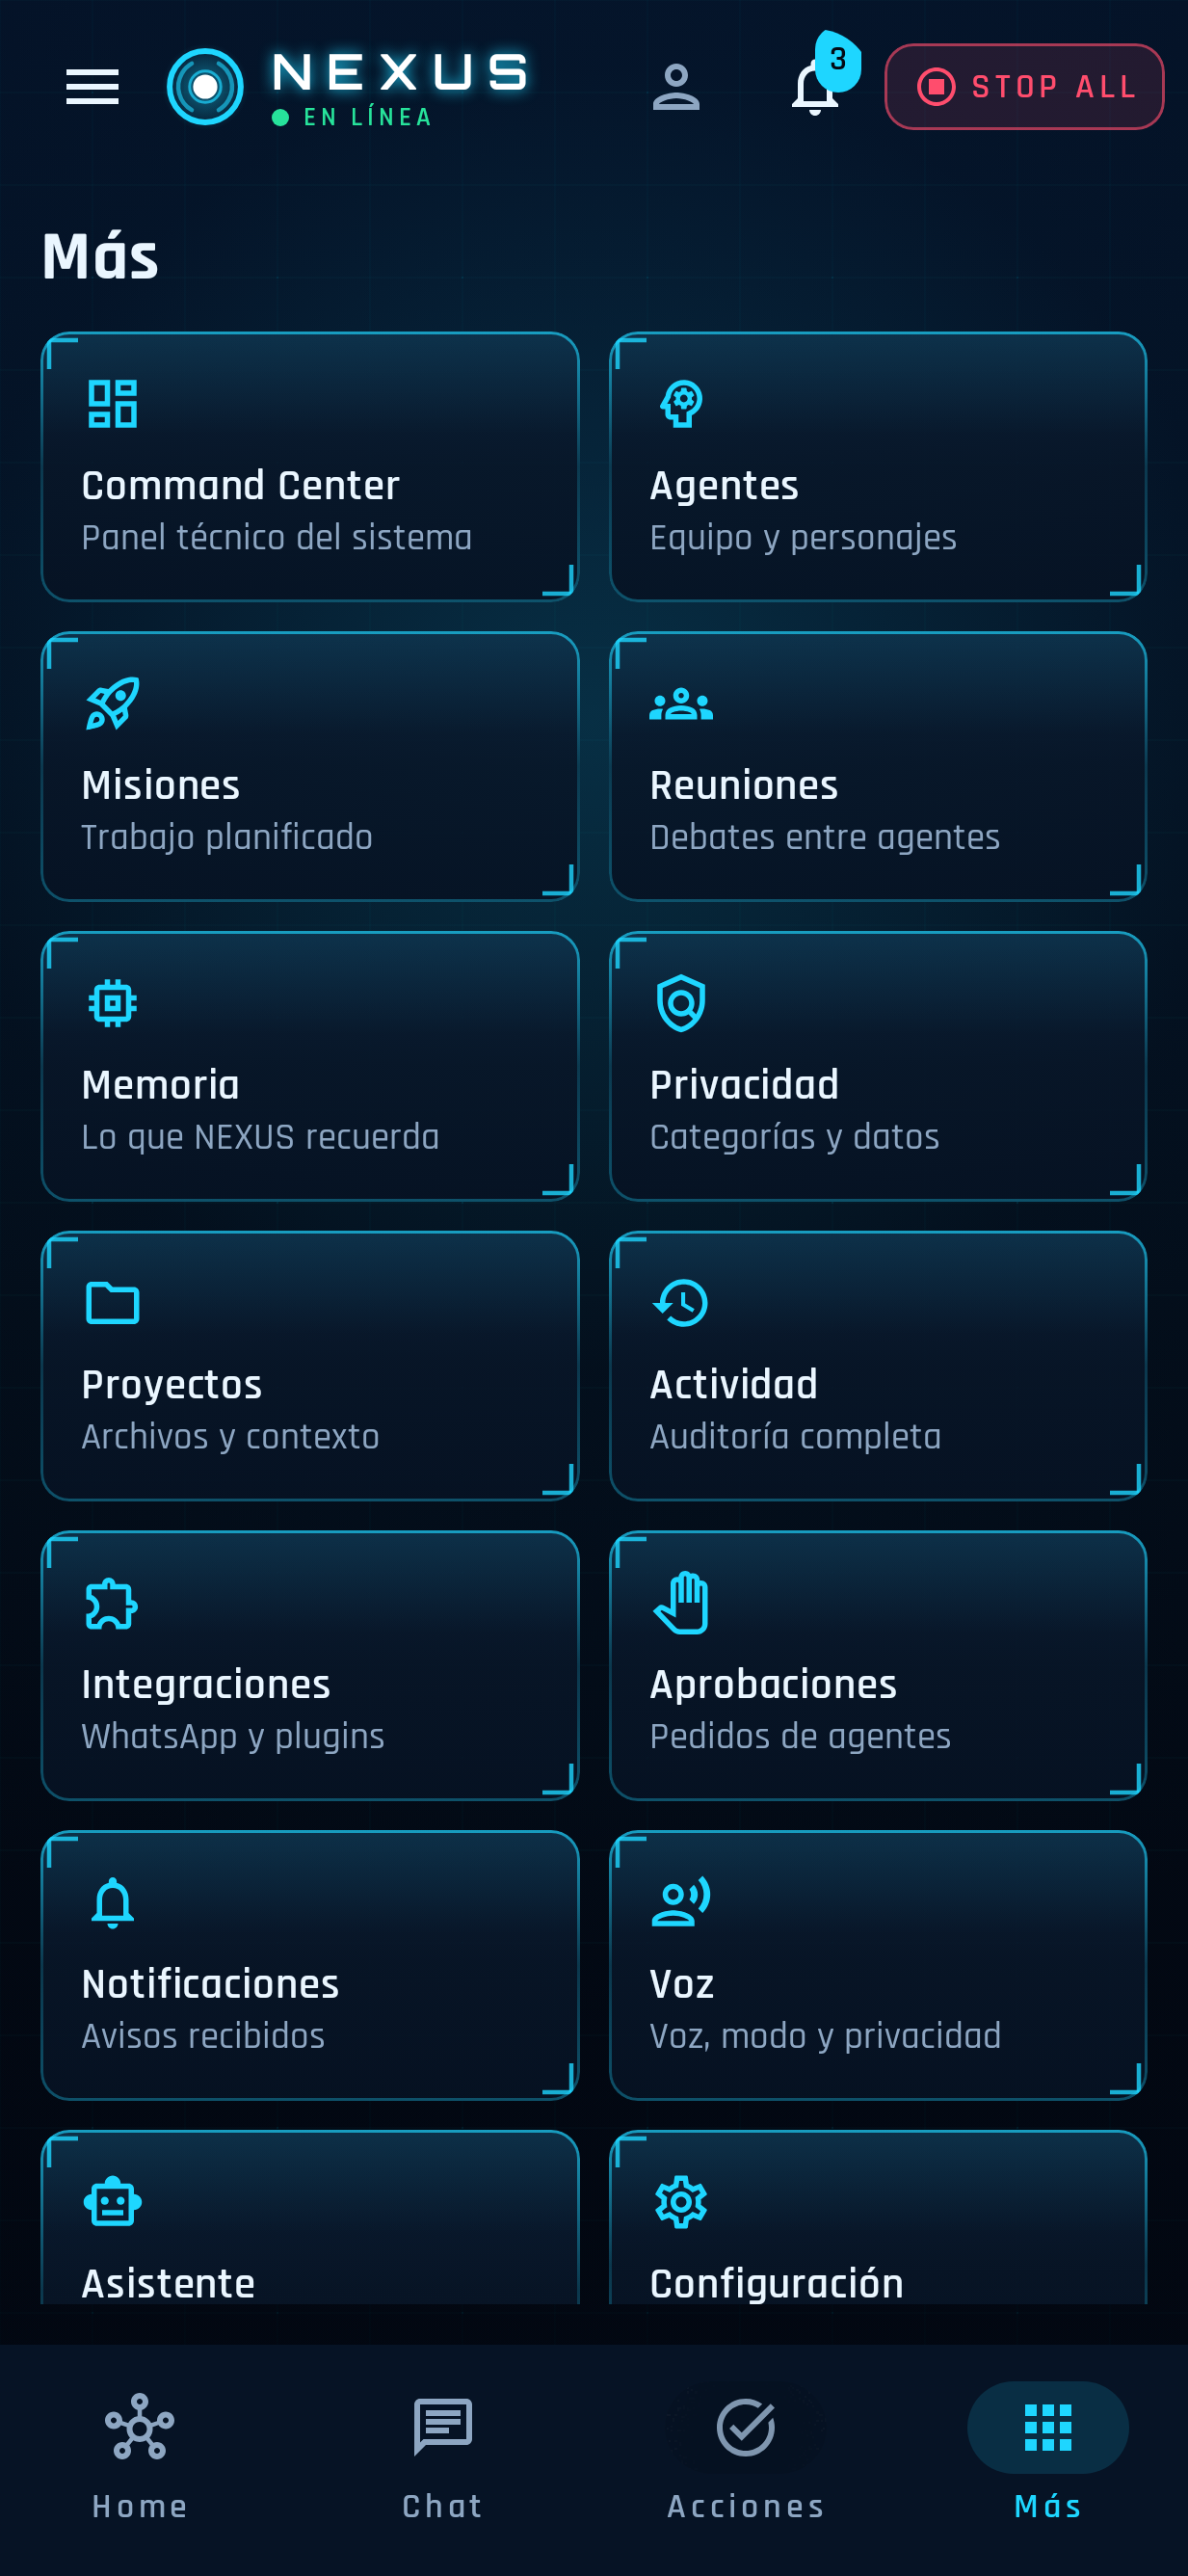 NEXUS
EN LÍNEA
3
STOP ALL
Más
Command Center
Panel técnico del sistema
Agentes
Equipo y personajes
Misiones
Trabajo planificado
Reuniones
Debates entre agentes
Memoria
Lo que NEXUS recuerda
Privacidad
Categorías y datos
Proyectos
Archivos y contexto
Actividad
Auditoría completa
Integraciones
WhatsApp y plugins
Aprobaciones
Pedidos de agentes
Notificaciones
Avisos recibidos
Voz
Voz, modo y privacidad
Asistente
Configuración
Home
Chat
Acciones
Más